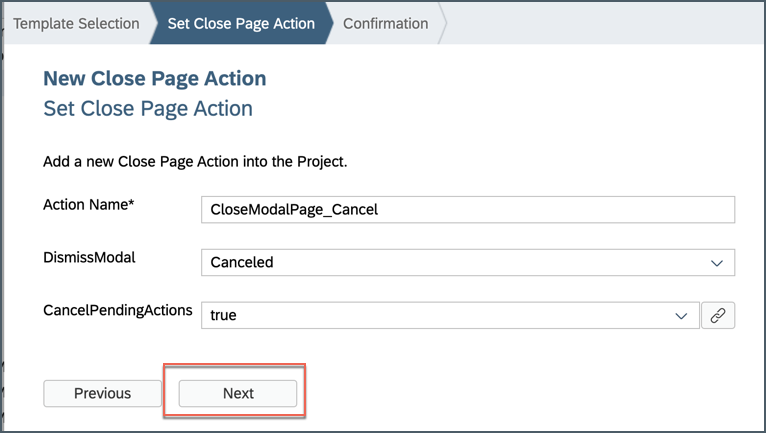 Template Selection Set Close Page Action Confirmation
New Close Page Action
Set Close Page Action
Add a new Close Page Action into the Project.
Action Name* CloseModalPage_Cancel
DismissModal Canceled
CancelPendingActions true
Previous Next